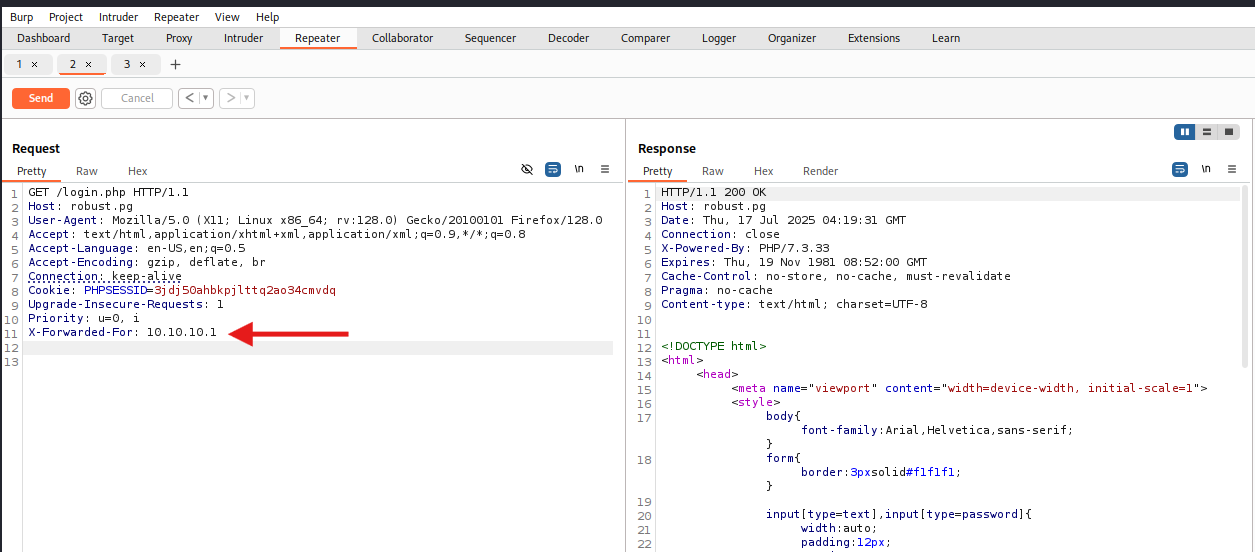 Burp Project Intruder Repeater View Help
Dashboard Target Proxy Intruder Repeater Collaborator Sequencer Decoder Comparer Logger Organizer Extensions Learn
1 × 2 × 3 × +
Send Cancel < ▾ > ▾
Request
Pretty Raw Hex \n
1 GET /login.php HTTP/1.1
2 Host: robust.pg
3 User-Agent: Mozilla/5.0 (X11; Linux x86_64; rv:128.0) Gecko/20100101 Firefox/128.0
4 Accept: text/html,application/xhtml+xml,application/xml;q=0.9,*/*;q=0.8
5 Accept-Language: en-US,en;q=0.5
6 Accept-Encoding: gzip, deflate, br
7 Connection: keep-alive
8 Cookie: PHPSESSID=3jdj50ahbkpjlttq2ao34cmvdq
9 Upgrade-Insecure-Requests: 1
10 Priority: u=0, i
11 X-Forwarded-For: 10.10.10.1
12
13
Response
Pretty Raw Hex Render \n
1 HTTP/1.1 200 OK
2 Host: robust.pg
3 Date: Thu, 17 Jul 2025 04:19:31 GMT
4 Connection: close
5 X-Powered-By: PHP/7.3.33
6 Expires: Thu, 19 Nov 1981 08:52:00 GMT
7 Cache-Control: no-store, no-cache, must-revalidate
8 Pragma: no-cache
9 Content-type: text/html; charset=UTF-8
10
11
12 <!DOCTYPE html>
13 <html>
14 <head>
15 <meta name="viewport" content="width=device-width, initial-scale=1">
16 <style>
17 body{
font-family:Arial,Helvetica,sans-serif;
}
18 form{
border:3pxsolid#f1f1f1;
}
19
20 input[type=text],input[type=password]{
21 width:auto;
22 padding:12px;